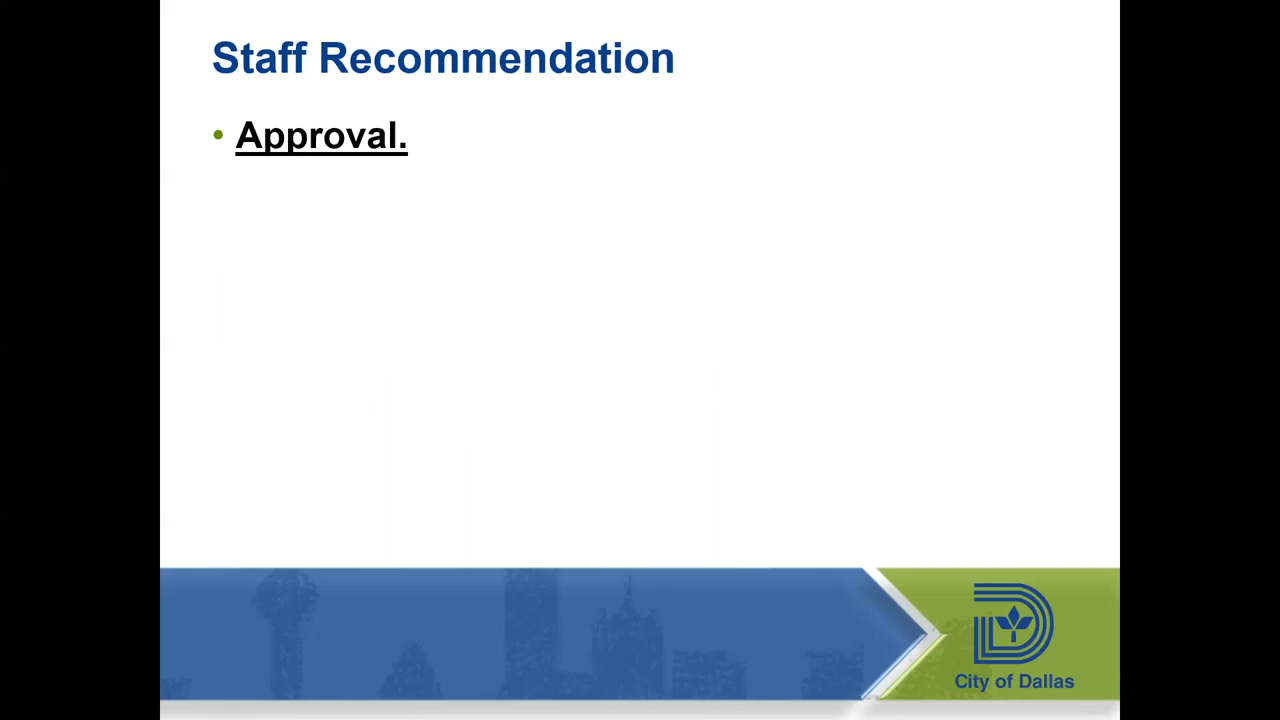 Staff Recommendation
• Approval.
City of Dallas